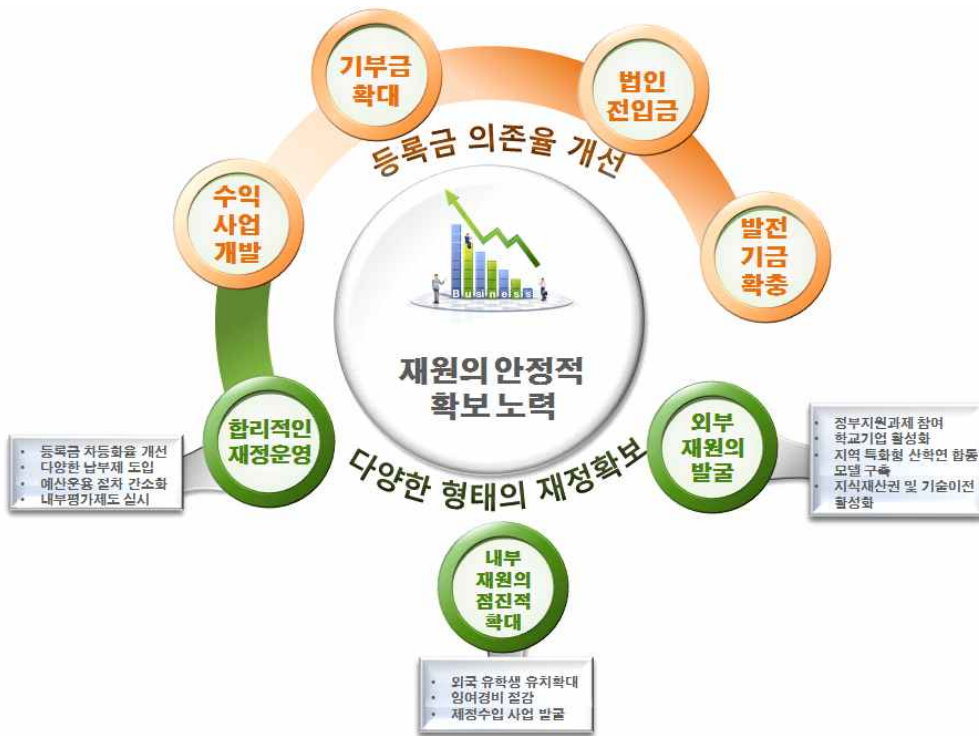 기부금
확대
법인
전입금
등록금 의존율 개선
수익
사업
개발
발전
기금
확충
Business
재원의 안정적
확보 노력
합리적인
재정운영
외부
재원의
발굴
다양한 형태의 재정확보
• 등록금 차등화율 개선
• 다양한 납부제 도입
• 예산운용 절차 간소화
• 내부평가제도 실시
• 정부지원과제 참여
• 학교기업 활성화
• 지역 특화형 산학연 합동
모델 구축
• 지식재산권 및 기술이전
활성화
내부
재원의
점진적
확대
• 외국 유학생 유치확대
• 잉여경비 절감
• 제정수입 사업 발굴